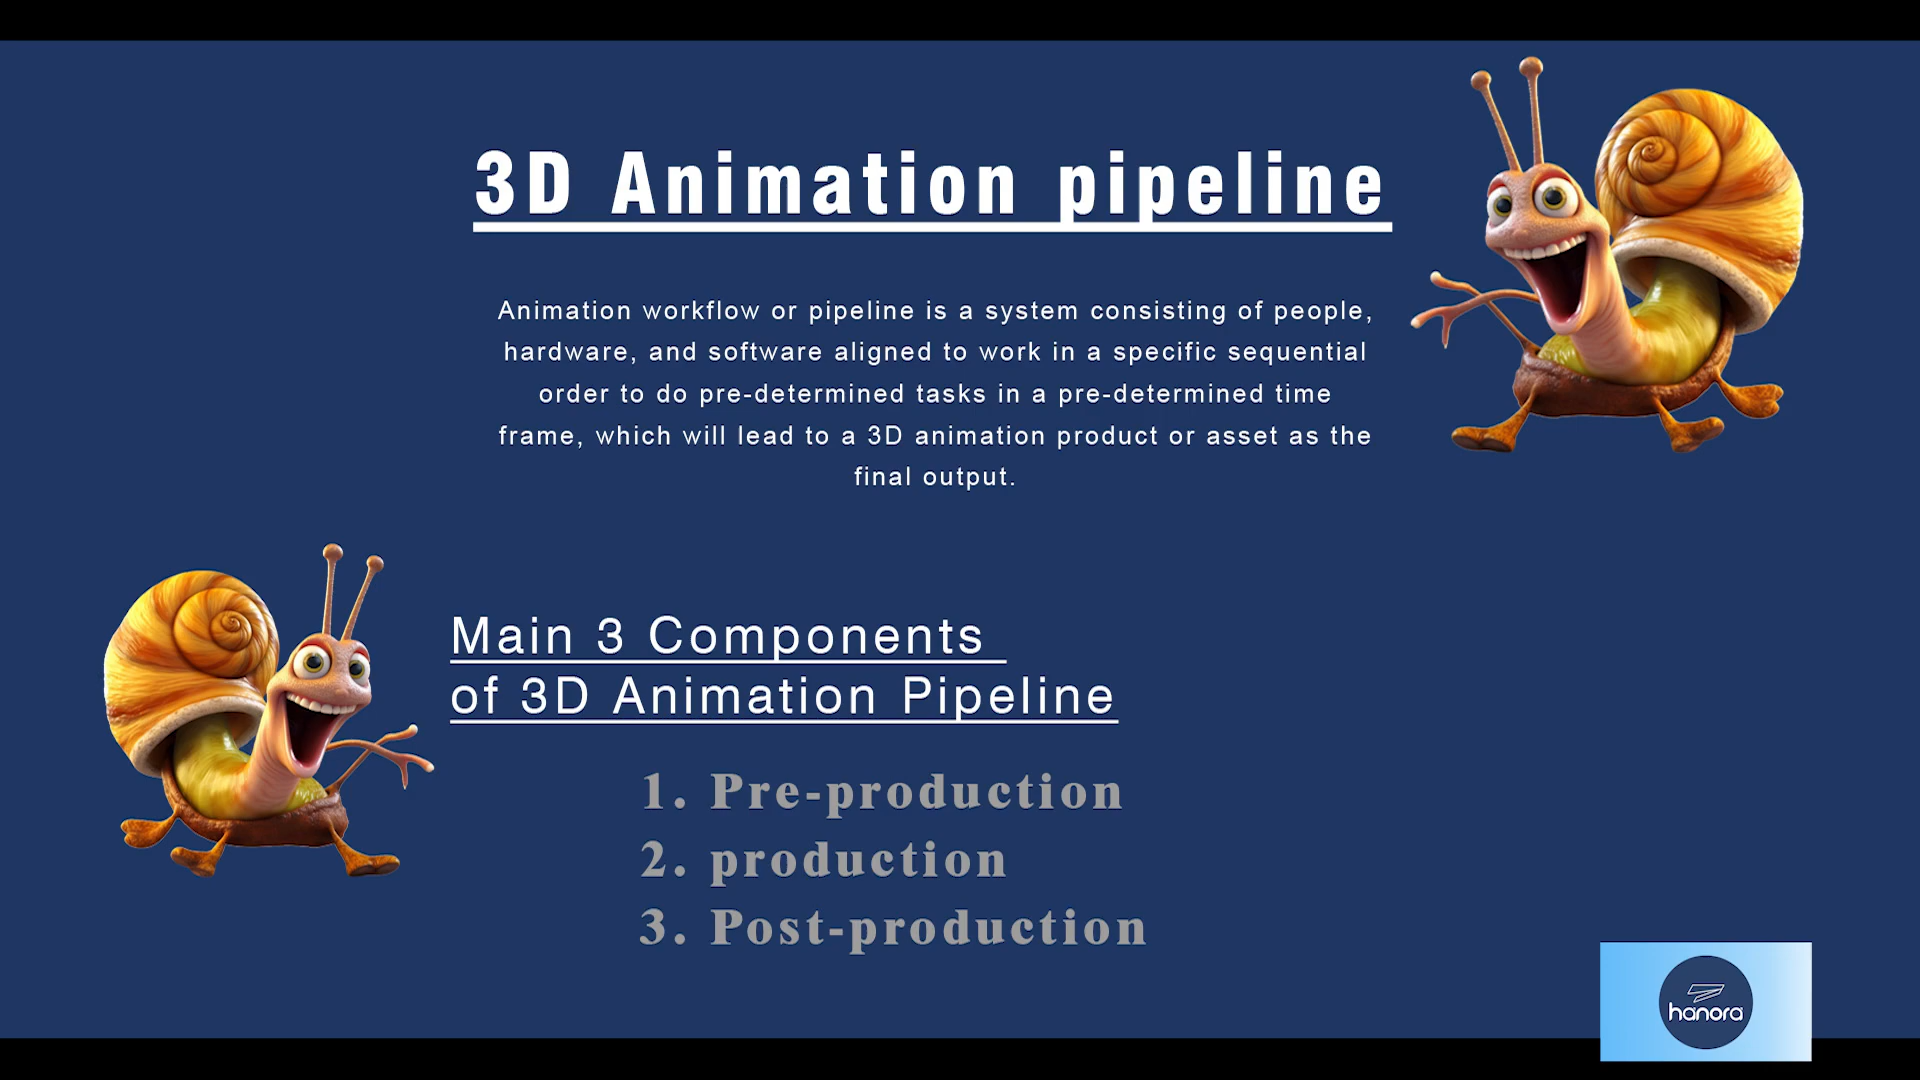 3D Animation pipeline
Animation workflow or pipeline is a system consisting of people,
hardware, and software aligned to work in a specific sequential
order to do pre-determined tasks in a pre-determined time
frame, which will lead to a 3D animation product or asset as the
final output.
Main 3 Components
of 3D Animation Pipeline
1. Pre-production
2. production
3. Post-production
hanora